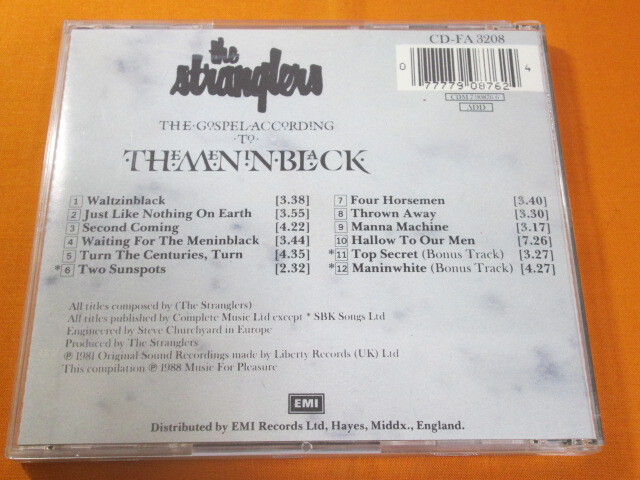 the
stranglers
CD-FA 3208
0 77779 08762 4
ADD
THE·GOSPEL·ACCORDING
·TO·
THEMENINBLACK
1 Waltzinblack [3.38]
2 Just Like Nothing On Earth [3.55]
3 Second Coming [4.22]
4 Waiting For The Meninblack [3.44]
5 Turn The Centuries, Turn [4.35]
*6 Two Sunspots [2.32]
7 Four Horsemen [3.40]
8 Thrown Away [3.30]
9 Manna Machine [3.17]
10 Hallow To Our Men [7.26]
*11 Top Secret (Bonus Track) [3.27]
*12 Maninwhite (Bonus Track) [4.27]
All titles composed by (The Stranglers)
All titles published by Complete Music Ltd except * SBK Songs Ltd
Engineered by Steve Churchyard in Europe
Produced by The Stranglers
℗ 1981 Original Sound Recordings made by Liberty Records (UK) Ltd
This compilation ℗ 1988 Music For Pleasure
EMI
Distributed by EMI Records Ltd, Hayes, Middx., England.